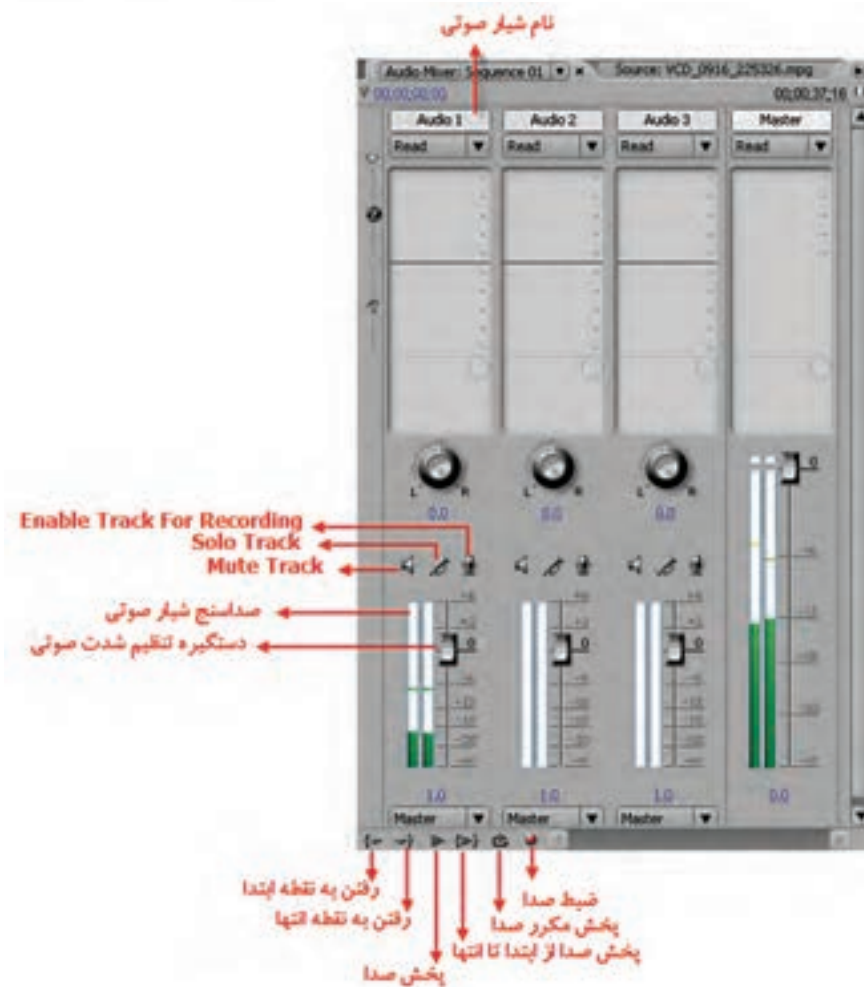 نام شیار صوتی
Audio Mixer: Sequence 01 Source: VCD_0916_225326.mpg
00;00;00;00 00;00;37;16
Audio 1 Audio 2 Audio 3 Master
Read Read Read Read
L R L R L R
0.0 0.0 0.0
0
Enable Track For Recording
Solo Track
Mute Track
صداسنج شیار صوتی
دستگیره تنظیم شدت صوتی
0 0 0
1.0 1.0 1.0 0.0
Master Master Master
رفتن به نقطه ابتدا
رفتن به نقطه انتها
پخش صدا
ضبط صدا
پخش مکرر صدا
پخش صدا از ابتدا تا انتها